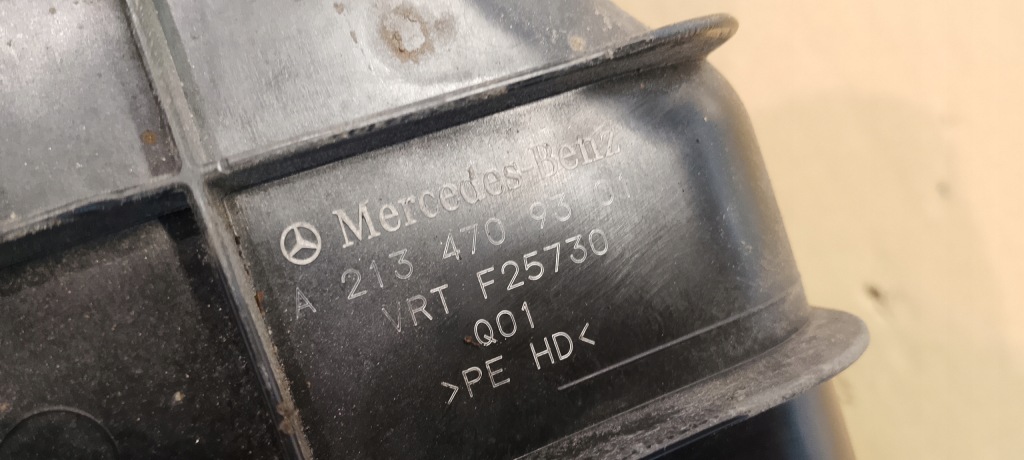 Mercedes-Benz
A 213 470 93 01
VRT F25730
Q01
>PE HD<